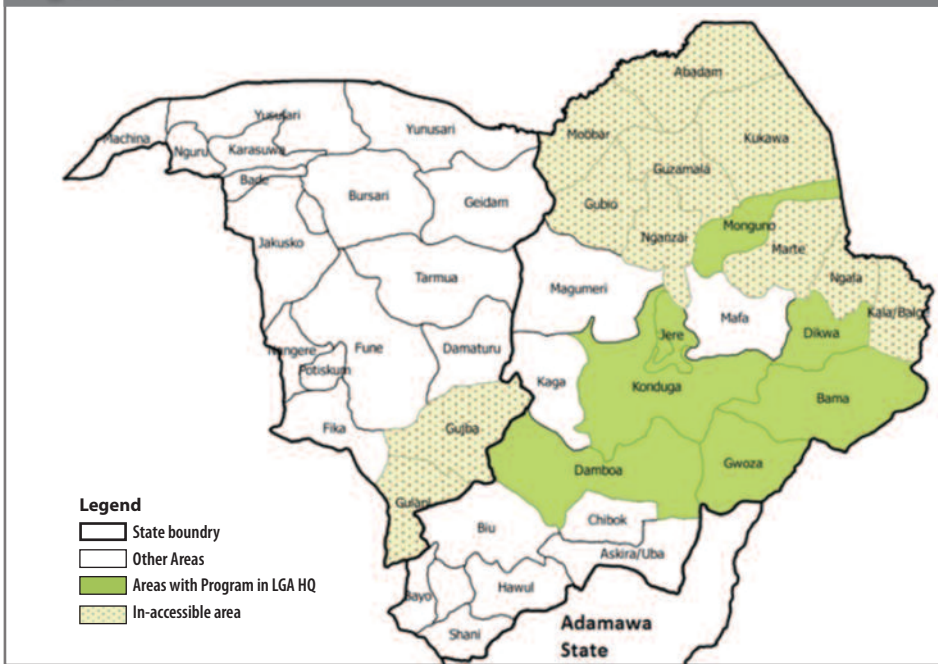 Abadam
Yusufari
Yunusari
Machina
Mobbar
Kukawa
Nguru
Karasuwa
Guzamala
Bade
Bursari
Geidam
Gubio
Monguno
Jakusko
Nganzai
Marte
Tarmua
Ngala
Magumeri
Mafa
Kala/Balge
Jere
Dikwa
Nangere
Fune
Damaturu
Potiskum
Kaga
Konduga
Bama
Fika
Gujba
Damboa
Gwoza
Gulani
Biu
Chibok
Askira/Uba
Bayo
Hawul
Shani
Adamawa
State
Legend
State boundry
Other Areas
Areas with Program in LGA HQ
In-accessible area